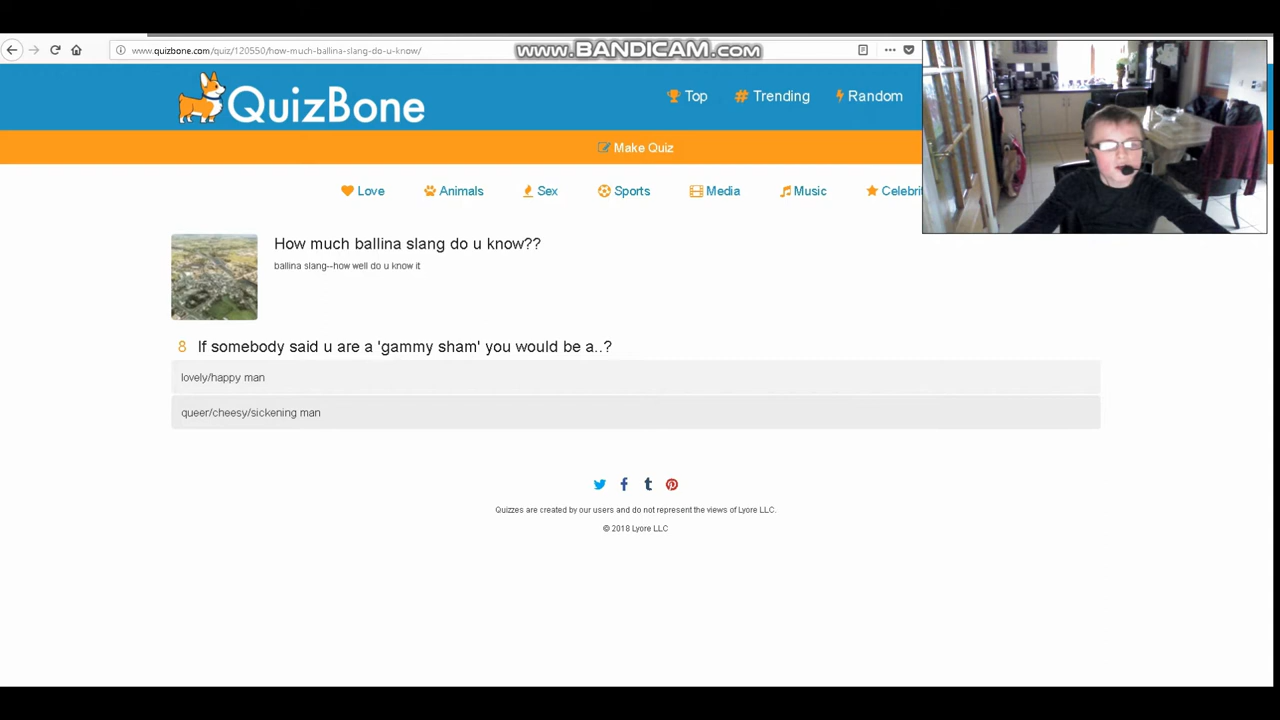 www.quizbone.com/quiz/120550/how-much-ballina-slang-do-u-know/
www.BANDICAM.com
QuizBone
Top
Trending
Random
Make Quiz
Love
Animals
Sex
Sports
Media
Music
Celebrit
How much ballina slang do u know??
ballina slang--how well do u know it
8 If somebody said u are a 'gammy sham' you would be a..?
lovely/happy man
queer/cheesy/sickening man
Quizzes are created by our users and do not represent the views of Lyore LLC.
© 2018 Lyore LLC